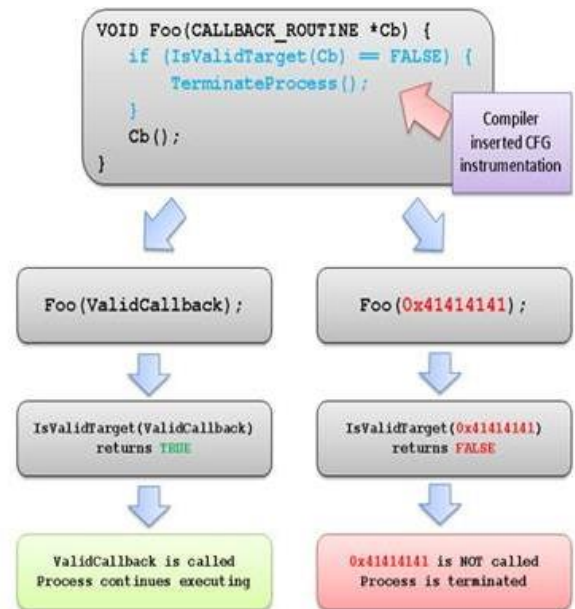 VOID Foo(CALLBACK_ROUTINE *Cb) {
if (IsValidTarget(Cb) == FALSE) {
TerminateProcess();
}
Cb();
}
Compiler
inserted CFG
instrumentation
Foo(ValidCallback);
Foo(0x41414141);
IsValidTarget(ValidCallback)
returns TRUE
IsValidTarget(0x41414141)
returns FALSE
ValidCallback is called
Process continues executing
0x41414141 is NOT called
Process is terminated